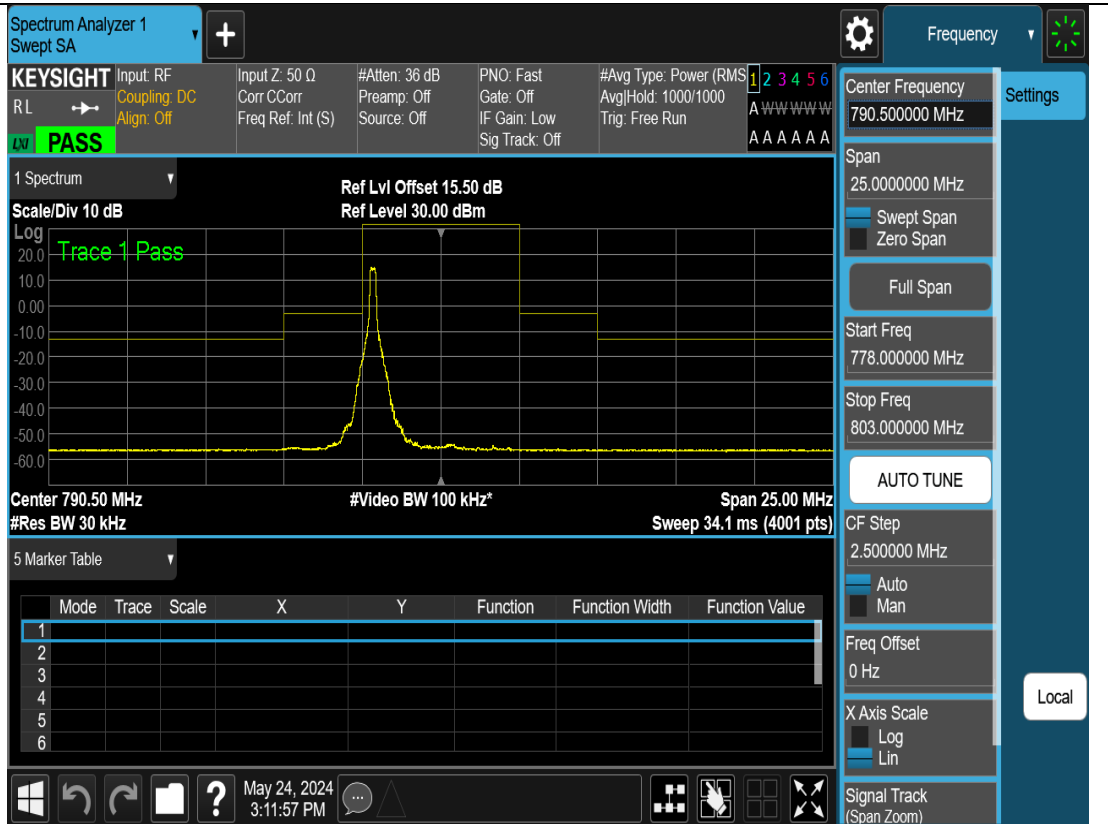 Spectrum Analyzer 1
Swept SA
+
Frequency
KEYSIGHT
RL
LXI
PASS
Input: RF
Coupling: DC
Align: Off
Input Z: 50 Ω
Corr CCorr
Freq Ref: Int (S)
#Atten: 36 dB
Preamp: Off
Source: Off
PNO: Fast
Gate: Off
IF Gain: Low
Sig Track: Off
#Avg Type: Power (RMS
Avg|Hold: 1000/1000
Trig: Free Run
1 2 3 4 5 6
A W W W W W
A A A A A A
1 Spectrum
Scale/Div 10 dB
Ref Lvl Offset 15.50 dB
Ref Level 30.00 dBm
Log
Trace 1 Pass
20.0
10.0
0.00
-10.0
-20.0
-30.0
-40.0
-50.0
-60.0
Center 790.50 MHz
#Video BW 100 kHz*
Span 25.00 MHz
#Res BW 30 kHz
Sweep 34.1 ms (4001 pts)
5 Marker Table
Mode Trace Scale X Y Function Function Width Function Value
1
2
3
4
5
6
?
May 24, 2024
3:11:57 PM
Center Frequency
790.500000 MHz
Settings
Span
25.0000000 MHz
Swept Span
Zero Span
Full Span
Start Freq
778.000000 MHz
Stop Freq
803.000000 MHz
AUTO TUNE
CF Step
2.500000 MHz
Auto
Man
Freq Offset
0 Hz
Local
X Axis Scale
Log
Lin
Signal Track
(Span Zoom)